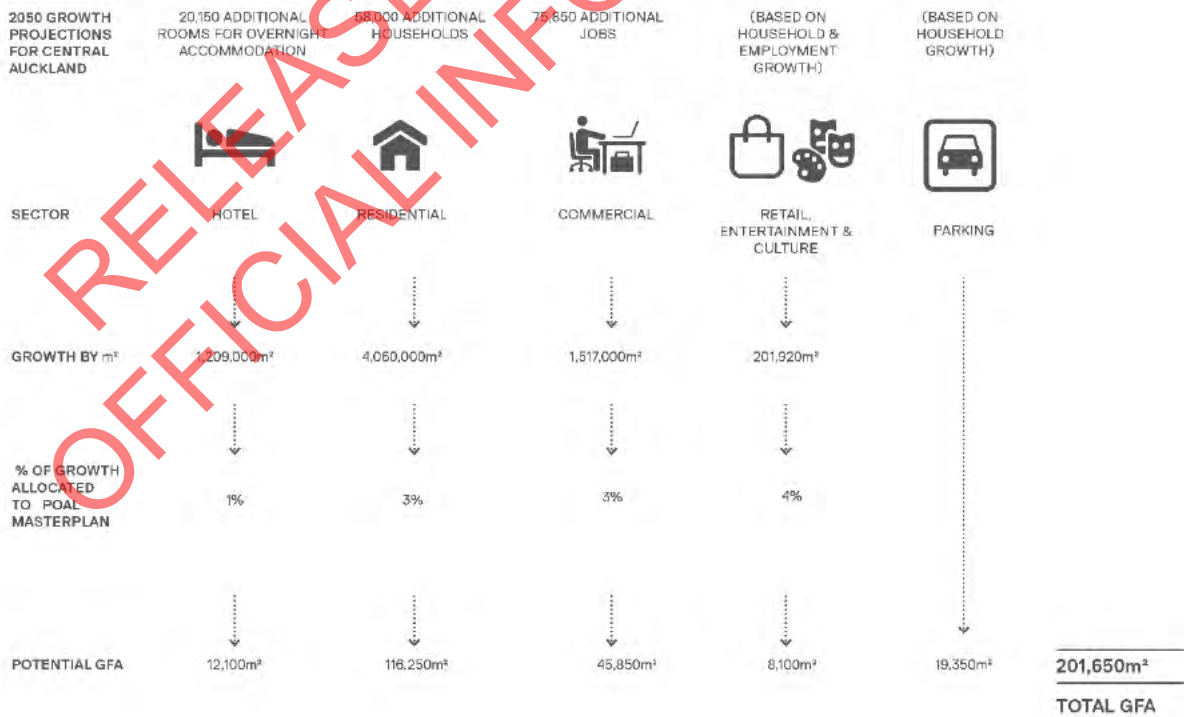 2050 GROWTH
PROJECTIONS
FOR CENTRAL
AUCKLAND
20,150 ADDITIONAL
ROOMS FOR OVERNIGHT
ACCOMMODATION
58,000 ADDITIONAL
HOUSEHOLDS
75,850 ADDITIONAL
JOBS
(BASED ON
HOUSEHOLD &
EMPLOYMENT
GROWTH)
(BASED ON
HOUSEHOLD
GROWTH)
SECTOR
HOTEL
RESIDENTIAL
COMMERCIAL
RETAIL,
ENTERTAINMENT &
CULTURE
PARKING
GROWTH BY m²
1,209,000m²
4,060,000m²
1,517,000m²
201,920m²
% OF GROWTH
ALLOCATED
TO POAL
MASTERPLAN
1%
3%
3%
4%
POTENTIAL GFA
12,100m²
116,250m²
45,850m²
8,100m²
19,350m²
201,650m²
TOTAL GFA
RELEAS
OFFICIAL INFO